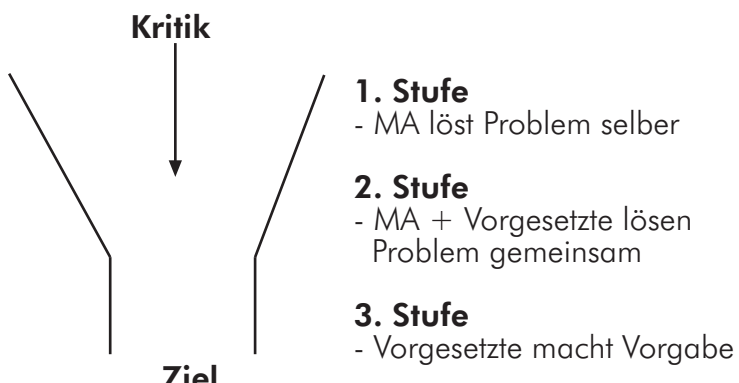 Kritik
1. Stufe
- MA löst Problem selber
2. Stufe
- MA + Vorgesetzte lösen
Problem gemeinsam
3. Stufe
- Vorgesetzte macht Vorgabe
Ziel